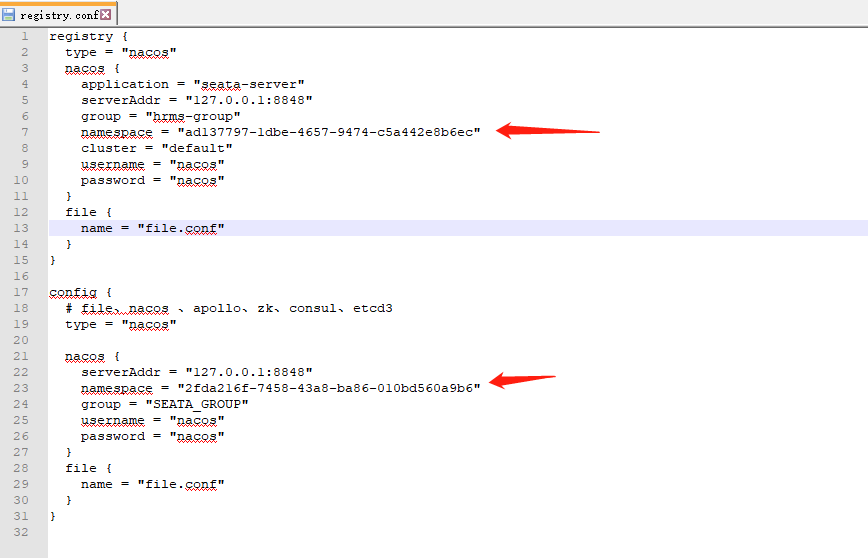 registry.conf
1 registry {
2 type = "nacos"
3 nacos {
4 application = "seata-server"
5 serverAddr = "127.0.0.1:8848"
6 group = "hrms-group"
7 namespace = "ad137797-1dbe-4657-9474-c5a442e8b6ec"
8 cluster = "default"
9 username = "nacos"
10 password = "nacos"
11 }
12 file {
13 name = "file.conf"
14 }
15 }
16
17 config {
18 # file、nacos 、apollo、zk、consul、etcd3
19 type = "nacos"
20
21 nacos {
22 serverAddr = "127.0.0.1:8848"
23 namespace = "2fda216f-7458-43a8-ba86-010bd560a9b6"
24 group = "SEATA_GROUP"
25 username = "nacos"
26 password = "nacos"
27 }
28 file {
29 name = "file.conf"
30 }
31 }
32